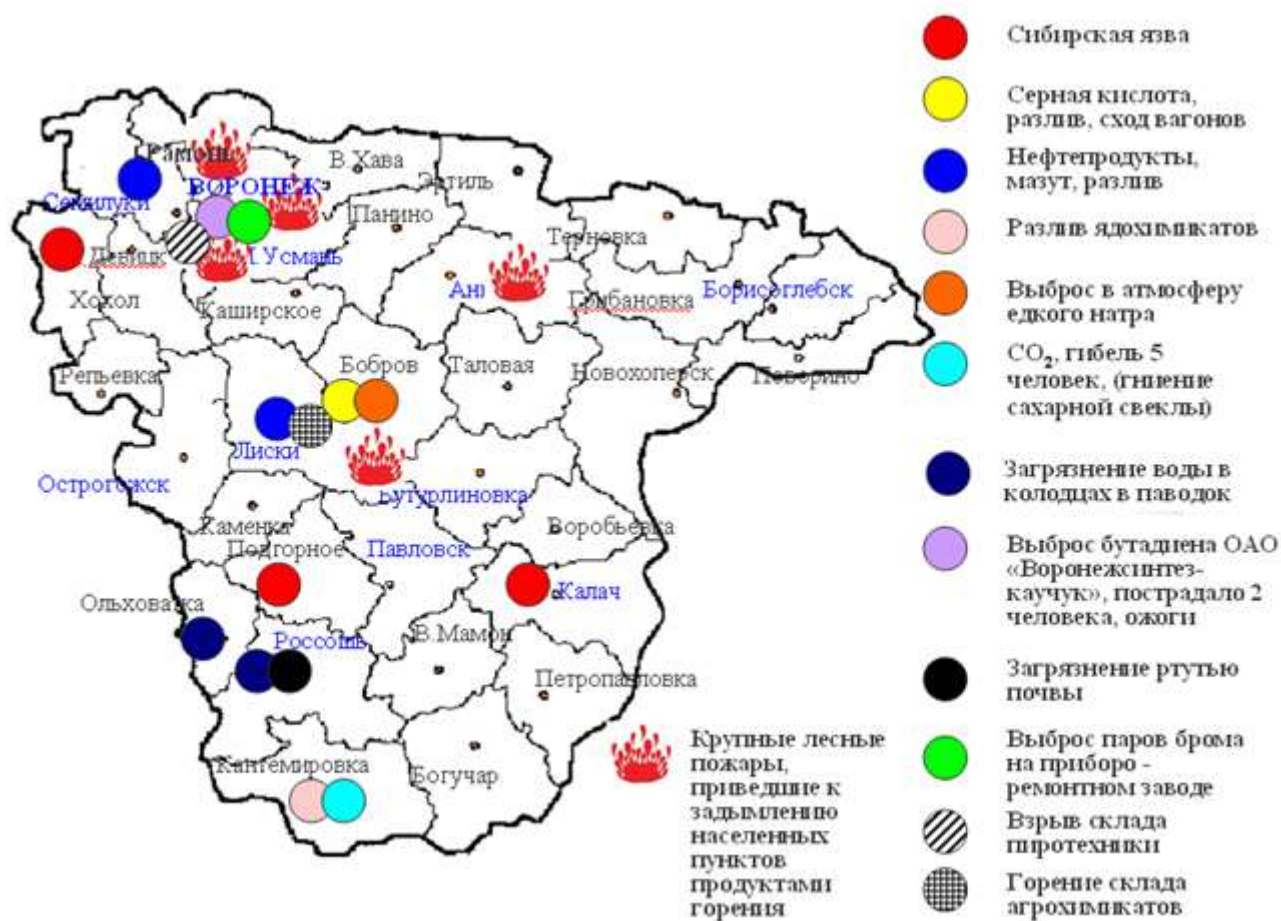 Рамонь
В.Хава
Эртиль
ВОРОНЕЖ
Семилуки
Панино
Терновка
Девицк
Усмань
Хохол
Каширское
Грибановка
Борисоглебск
Репьевка
Бобров
Таловая
Новохоперск
Поворино
Лиски
Острогожск
Бутурлиновка
Каменка
Воробьевка
Подгорное
Павловск
Калач
Ольховатка
Россошь
В.Мамон
Петропавловка
Кантемировка
Богучар
Крупные лесные
пожары,
приведшие к
задымлению
населенных
пунктов
продуктами
горения
Сибирская язва
Серная кислота,
разлив, сход вагонов
Нефтепродукты,
мазут, разлив
Разлив ядохимикатов
Выброс в атмосферу
едкого натра
CO₂, гибель 5
человек, (гниение
сахарной свеклы)
Загрязнение воды в
колодцах в паводок
Выброс бутадиена ОАО
«Воронежсинтез-
каучук», пострадало 2
человека, ожоги
Загрязнение ртутью
почвы
Выброс паров брома
на приборо -
ремонтном заводе
Взрыв склада
пиротехники
Горение склада
агрохимикатов